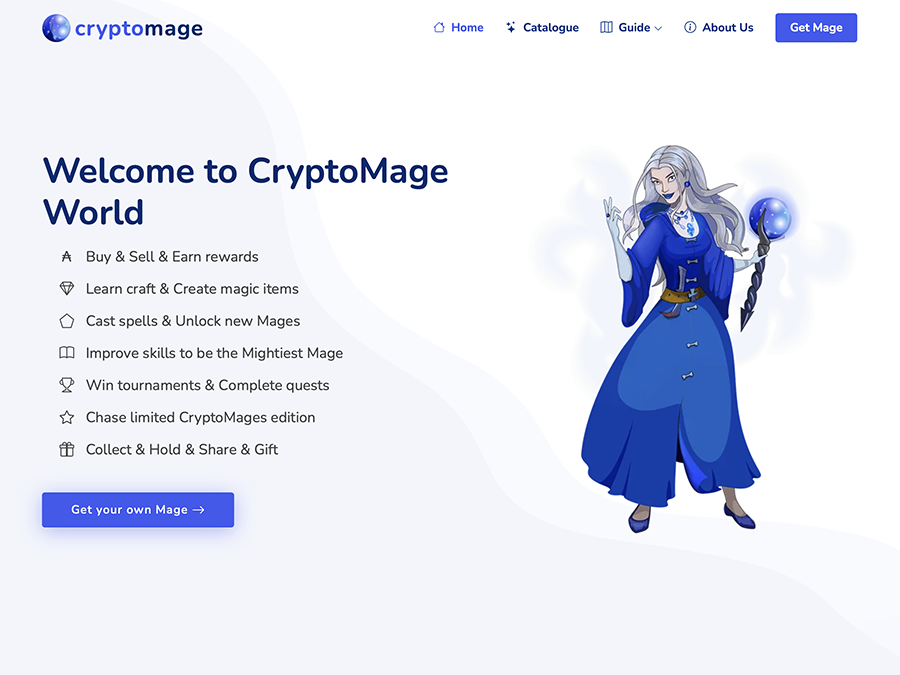 cryptomage
Home
Catalogue
Guide
About Us
Get Mage
Welcome to CryptoMage
World
Buy & Sell & Earn rewards
Learn craft & Create magic items
Cast spells & Unlock new Mages
Improve skills to be the Mightiest Mage
Win tournaments & Complete quests
Chase limited CryptoMages edition
Collect & Hold & Share & Gift
Get your own Mage →